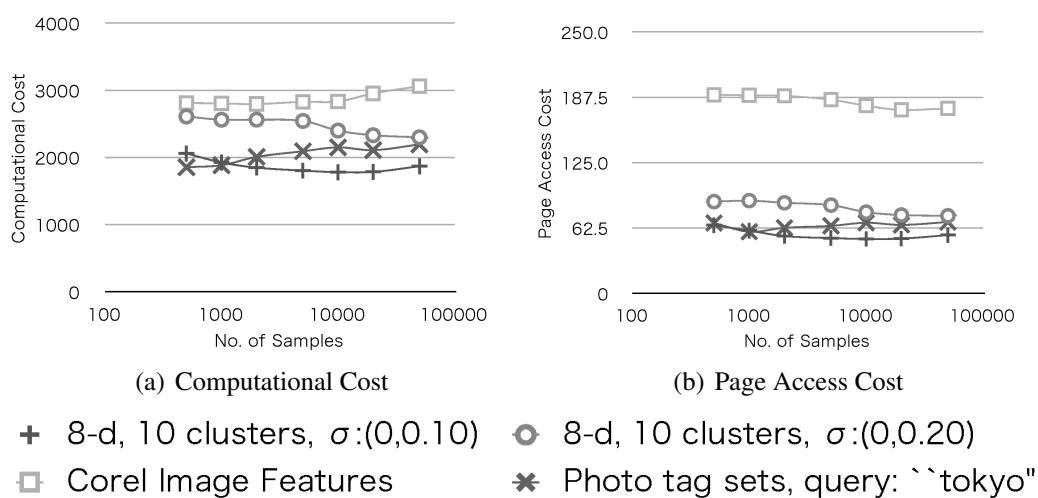 4000
3000
2000
1000
0
Computational Cost
100 1000 10000 100000
No. of Samples
(a) Computational Cost
250.0
187.5
125.0
62.5
0
Page Access Cost
100 1000 10000 100000
No. of Samples
(b) Page Access Cost
8-d, 10 clusters, σ:(0,0.10)
8-d, 10 clusters, σ:(0,0.20)
Corel Image Features
Photo tag sets, query: ``tokyo"